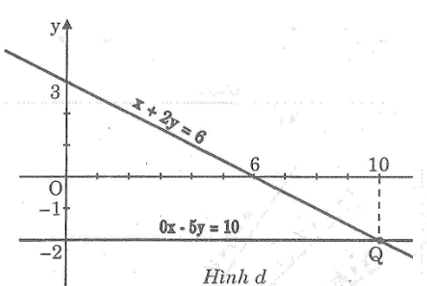 y
3
x + 2y = 6
6
10
O
−1
0x - 5y = 10
−2
Q
Hình d